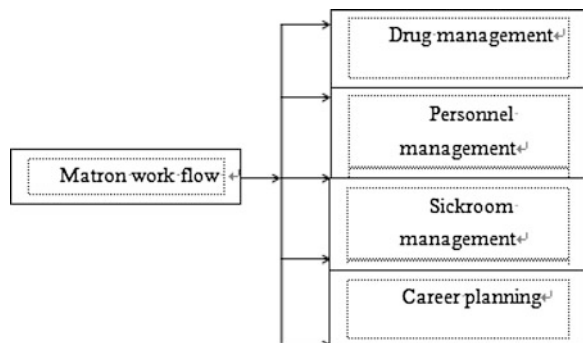 Drug management
Personnel
management
Matron work flow
Sickroom
management
Career planning